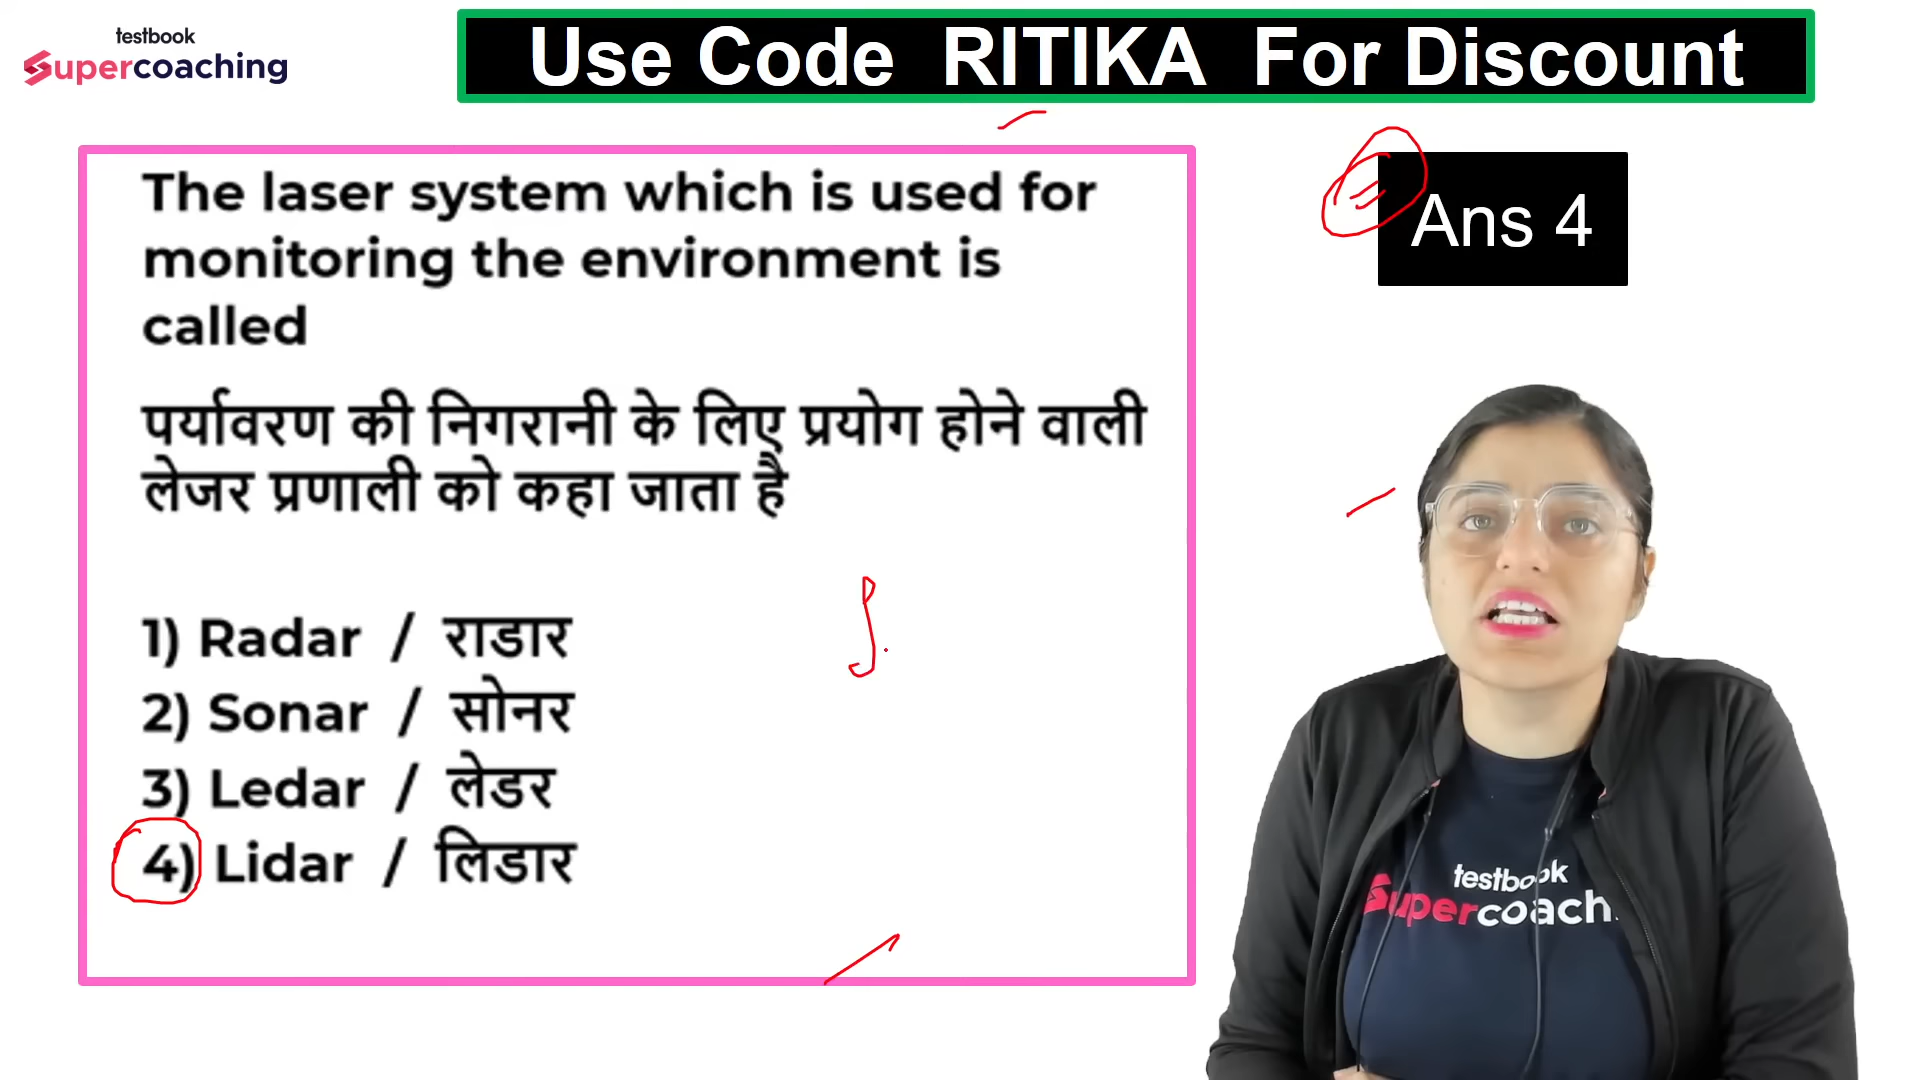 testbook
Supercoaching
Use Code RITIKA For Discount
The laser system which is used for
monitoring the environment is
called
पर्यावरण की निगरानी के लिए प्रयोग होने वाली
लेजर प्रणाली को कहा जाता है
1) Radar / राडार
2) Sonar / सोनर
3) Ledar / लेडर
4) Lidar / लिडार
Ans 4
testbook
Supercoach